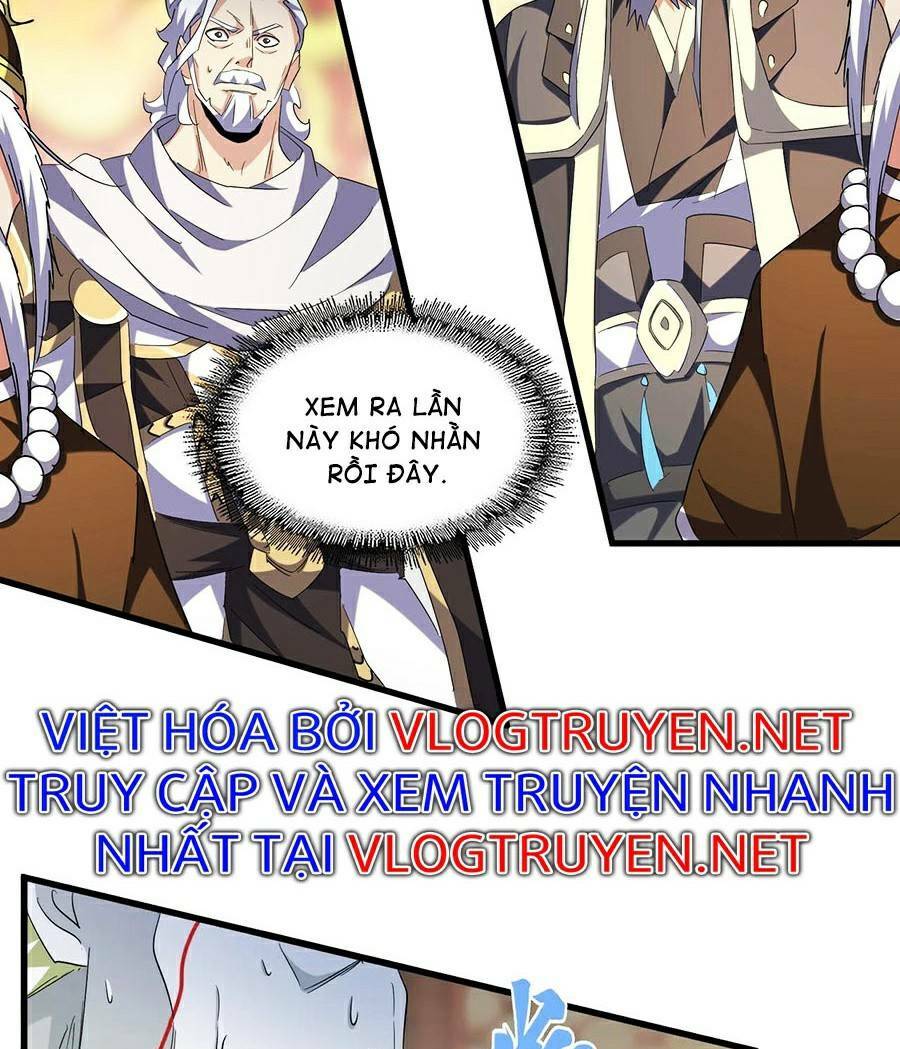 XEM RA LẦN
NÀY KHÓ NHẰN
RỒI ĐÂY.
VIỆT HÓA BỞI VLOGTRUYEN.NET
TRUY CẬP VÀ XEM TRUYỆN NHANH
NHẤT TẠI VLOGTRUYEN.NET